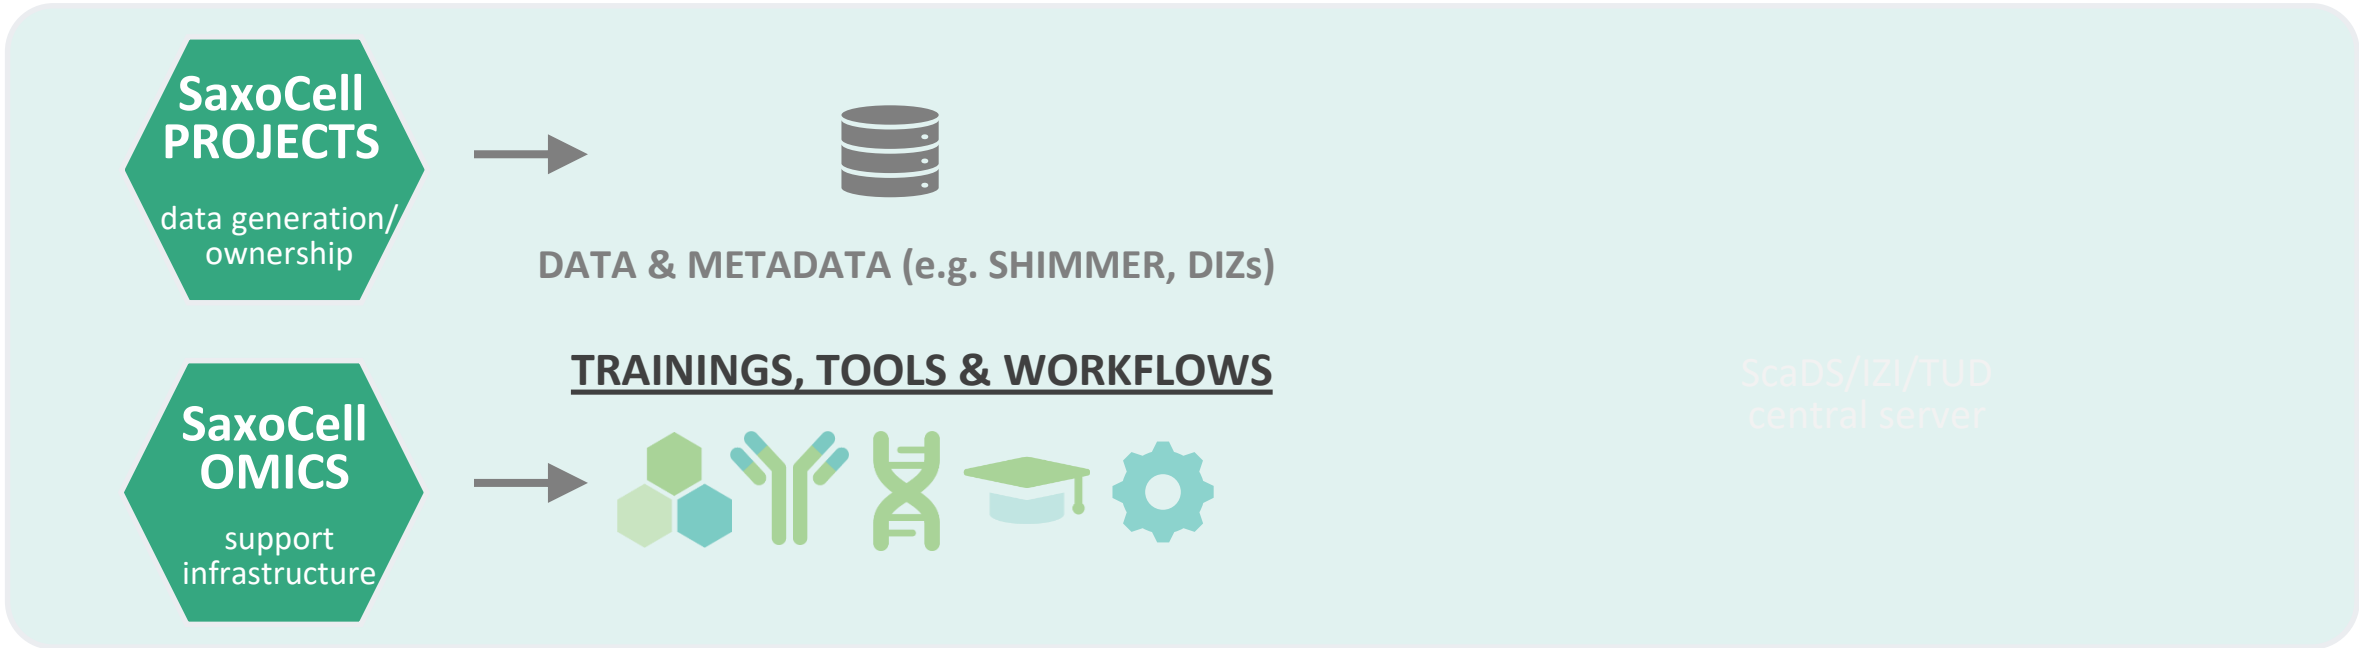 SaxoCell
PROJECTS
data generation/
ownership
DATA & METADATA (e.g. SHIMMER, DIZs)
TRAININGS, TOOLS & WORKFLOWS
SaxoCell
OMICS
support
infrastructure
ScaDS/IZI/TUD
central server